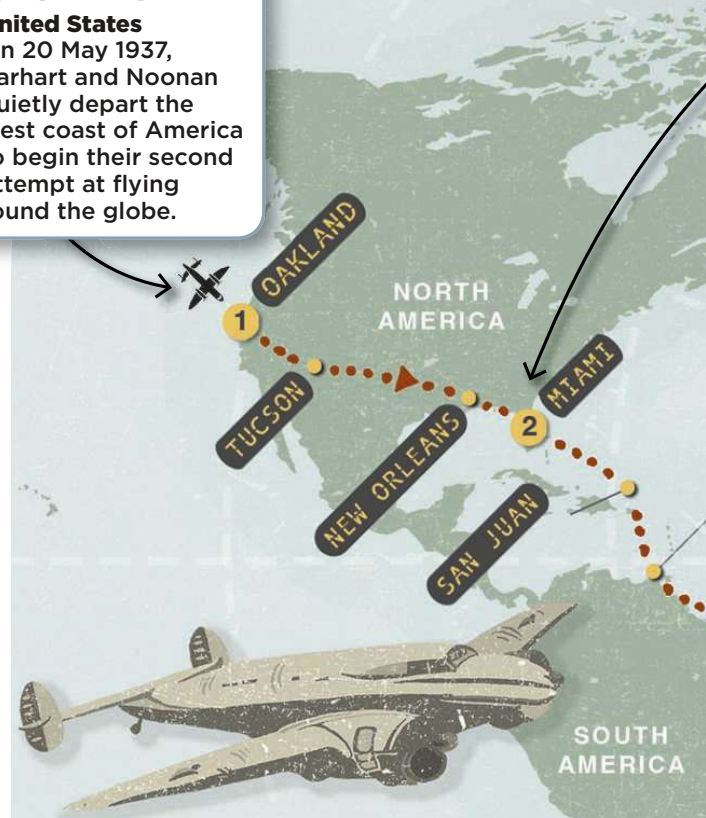 nited States
n 20 May 1937,
arhart and Noonan
uietly depart the
est coast of America
o begin their second
ttempt at flying
ound the globe.
OAKLAND
1
NORTH
AMERICA
MIAMI
TUCSON
2
NEW ORLEANS
SAN JUAN
SOUTH
AMERICA